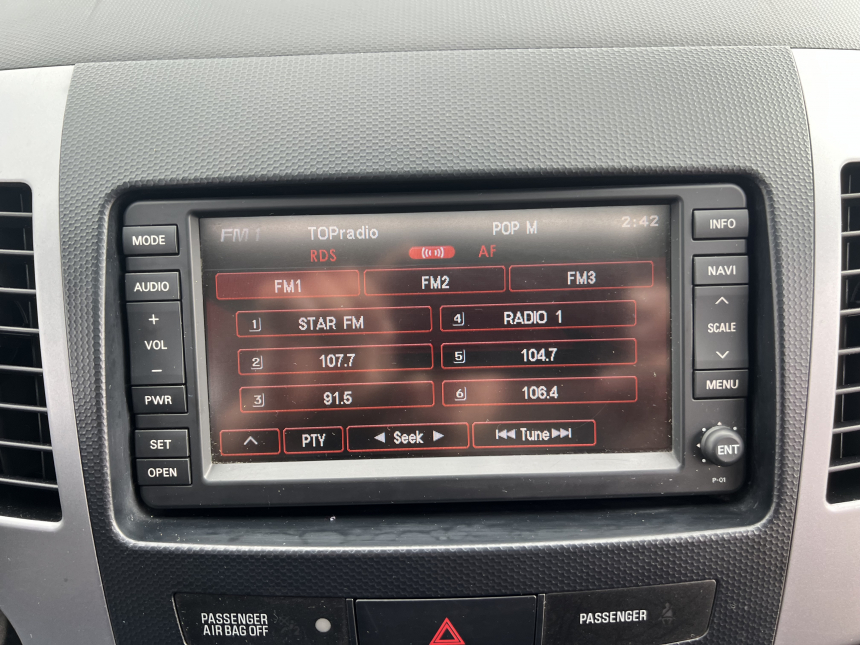 FM1 TOPradio POP M 2:42
RDS AF
FM1 FM2 FM3
1 STAR FM 4 RADIO 1
2 107.7 5 104.7
3 91.5 6 106.4
PTY Seek Tune
MODE
AUDIO
+
VOL
−
PWR
SET
OPEN
INFO
NAVI
SCALE
MENU
ENT
P-01
PASSENGER
AIR BAG OFF
PASSENGER